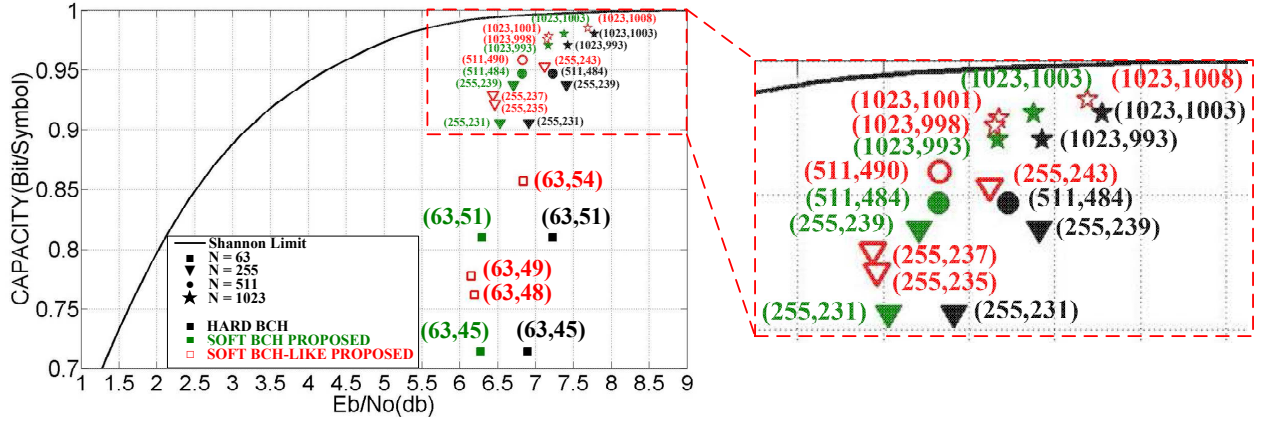 CAPACITY(Bit/Symbol)
1
0.95
0.9
0.85
0.8
0.75
0.7
1 1.5 2 2.5 3 3.5 4 4.5 5 5.5 6 6.5 7 7.5 8 8.5 9
Eb/No(db)
Shannon Limit
N = 63
N = 255
N = 511
N = 1023
HARD BCH
SOFT BCH PROPOSED
SOFT BCH-LIKE PROPOSED
(1023,1003) (1023,1008)
(1023,1001) (1023,1003)
(1023,998)
(1023,993) (1023,993)
(511,490) (255,243)
(511,484) (511,484)
(255,239) (255,239)
(255,237)
(255,235)
(255,231) (255,231)
(63,54)
(63,51) (63,51)
(63,49)
(63,48)
(63,45) (63,45)
(1023,1003) (1023,1008)
(1023,1001) (1023,1003)
(1023,998)
(1023,993) (1023,993)
(511,490) (255,243)
(511,484) (511,484)
(255,239) (255,239)
(255,237)
(255,235)
(255,231) (255,231)